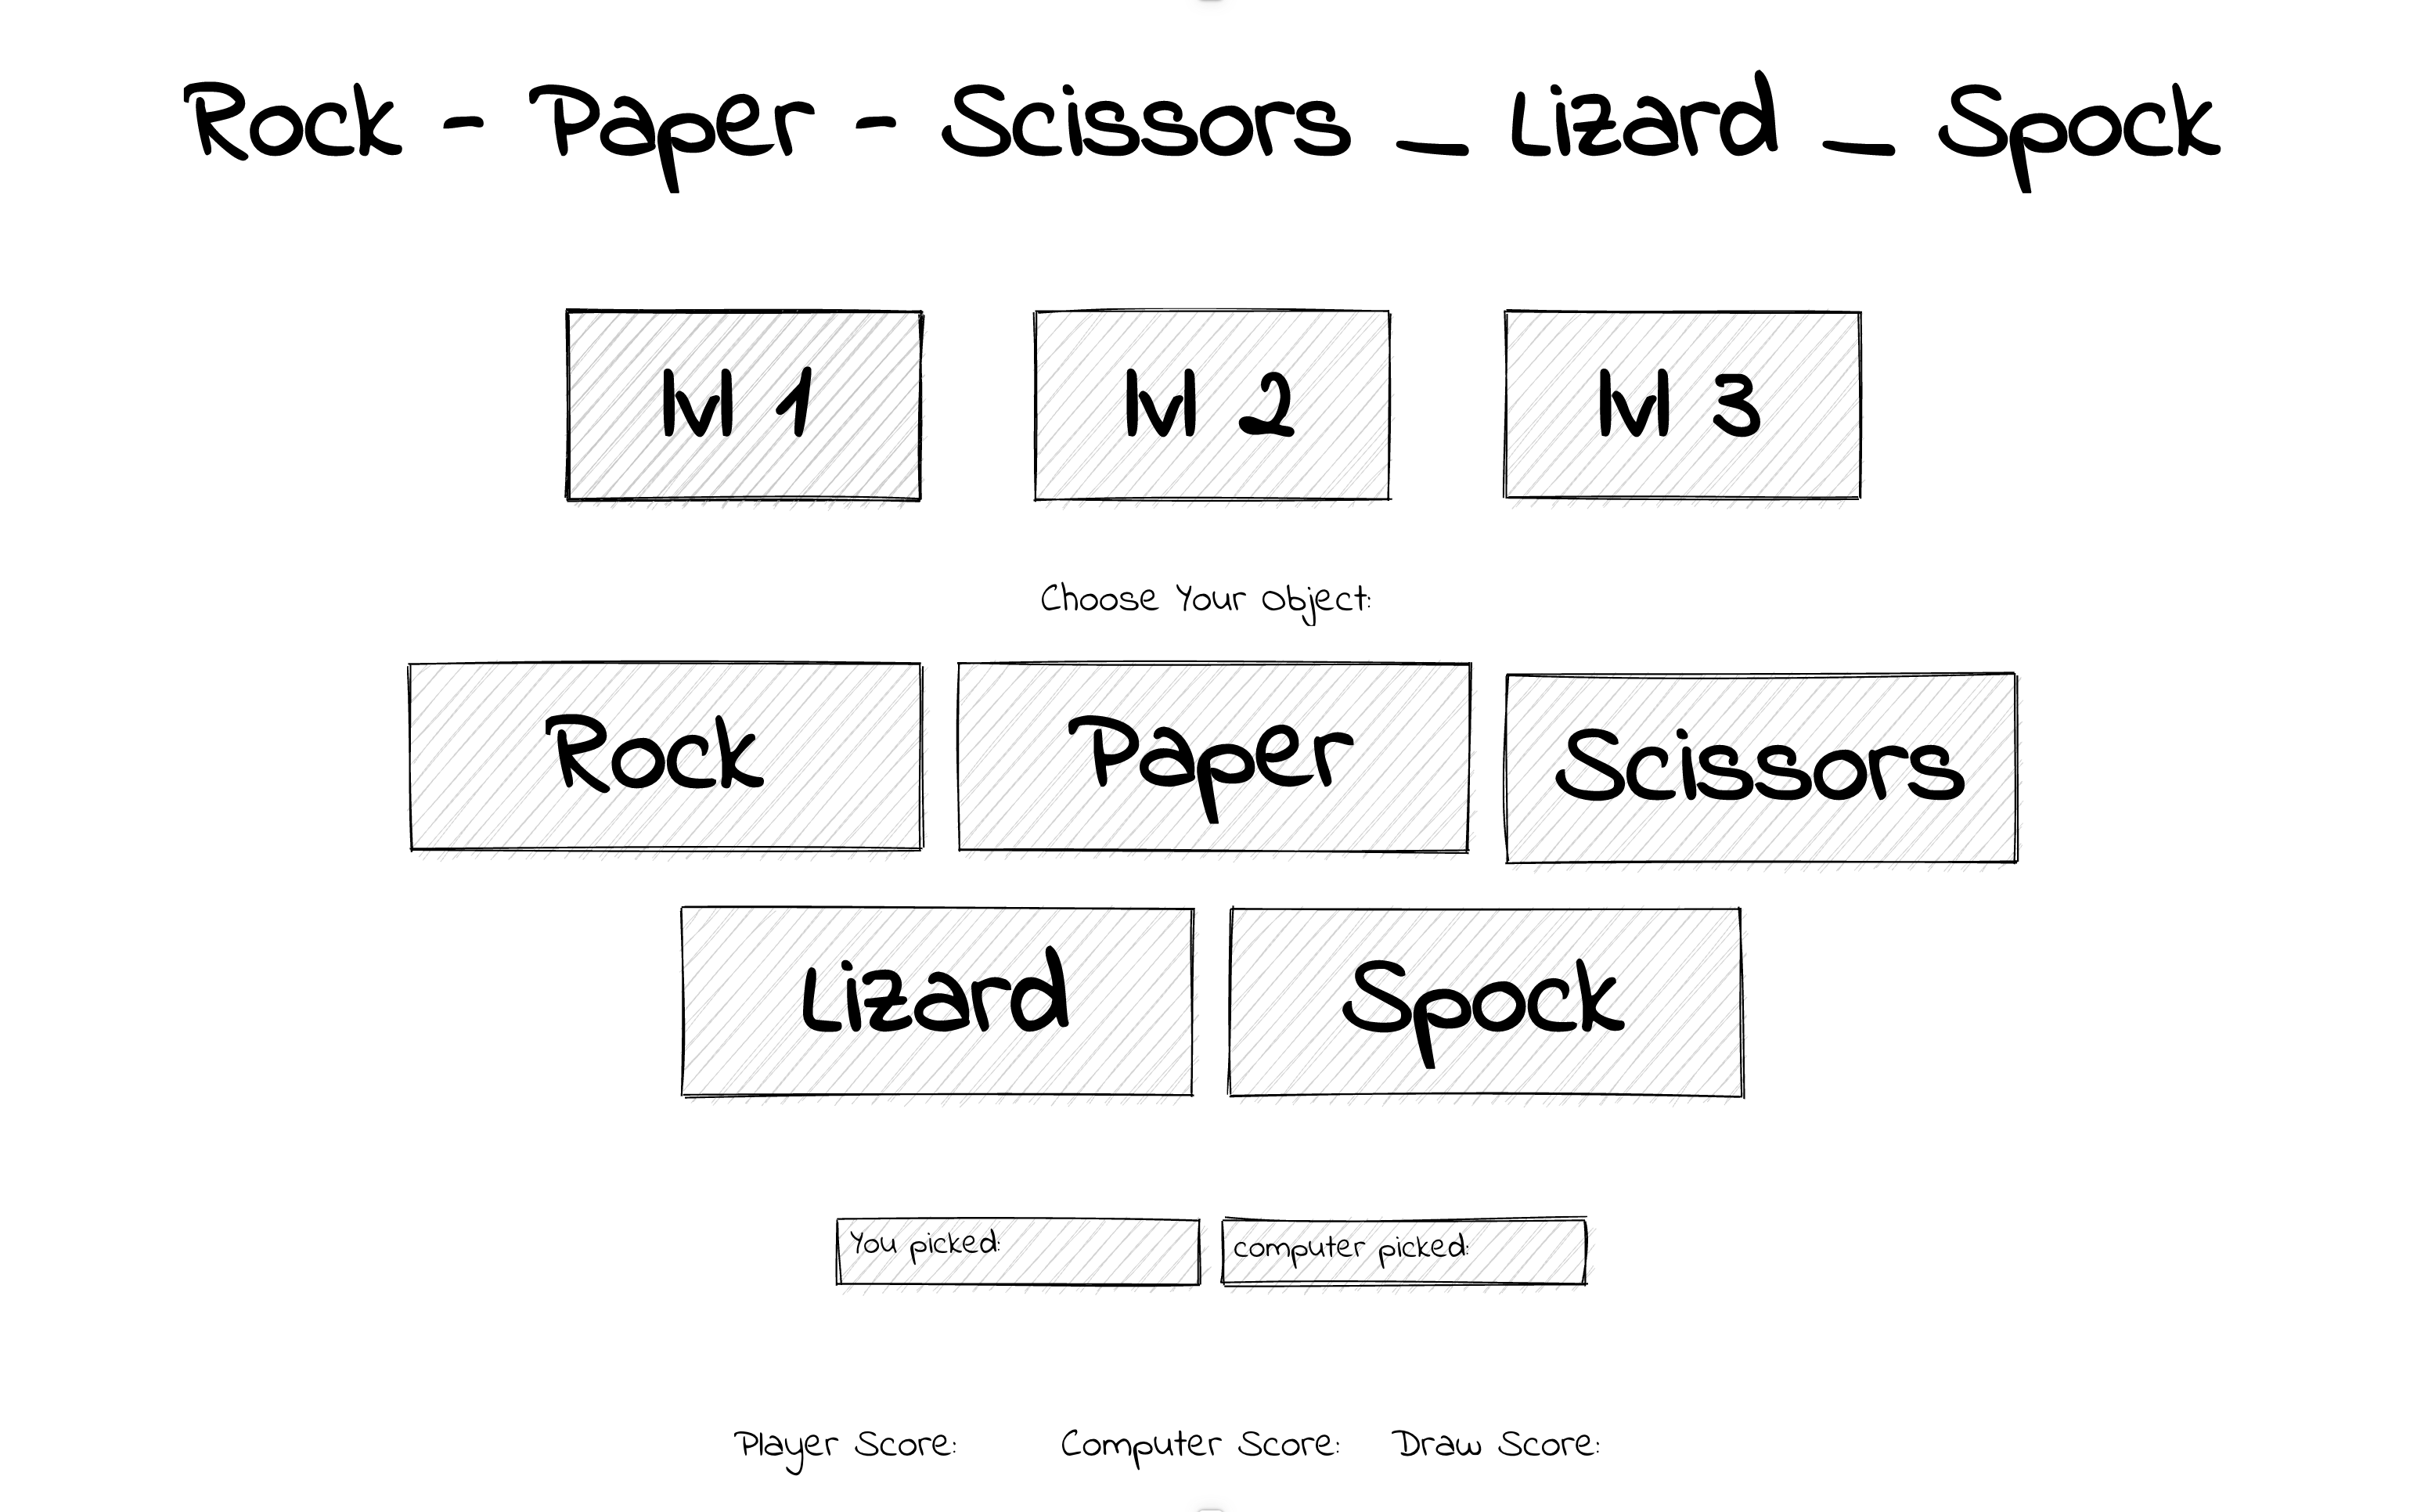 Rock - Paper - Scissors _ Lizard _ Spock
lvl 1
lvl 2
lvl 3
Choose Your object:
Rock
Paper
Scissors
Lizard
Spock
You picked:
computer picked:
Player Score:
Computer Score:
Draw Score: